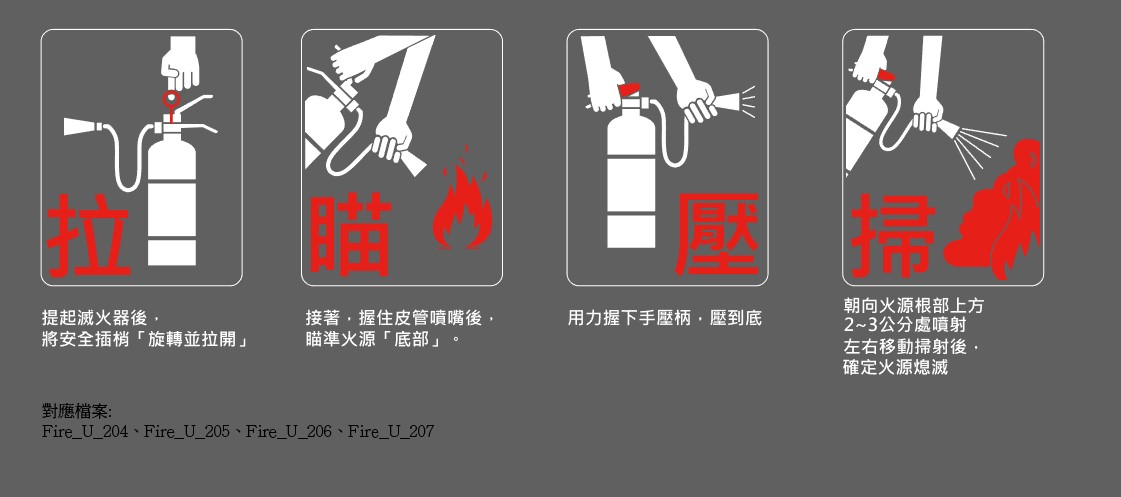 拉
提起滅火器後，
將安全插梢「旋轉並拉開」
瞄
接著，握住皮管噴嘴後，
瞄準火源「底部」。
壓
用力握下手壓柄，壓到底
掃
朝向火源根部上方
2~3公分處噴射
左右移動掃射後，
確定火源熄滅
對應檔案:
Fire_U_204、Fire_U_205、Fire_U_206、Fire_U_207